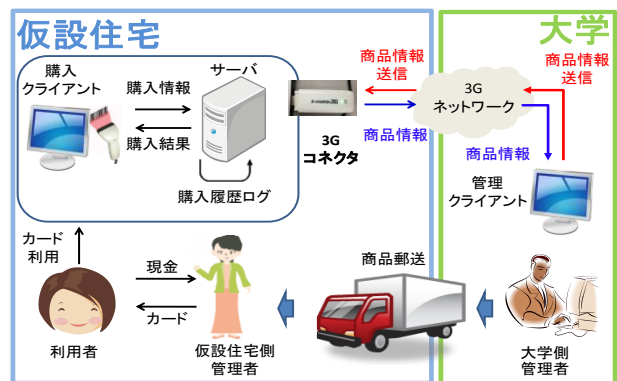 仮設住宅
大学
購入
クライアント
サーバ
購入情報
購入結果
購入履歴ログ
3G
コネクタ
商品情報
送信
商品情報
3G
ネットワーク
商品情報
送信
商品情報
管理
クライアント
カード
利用
現金
カード
利用者
仮設住宅側
管理者
商品郵送
大学側
管理者